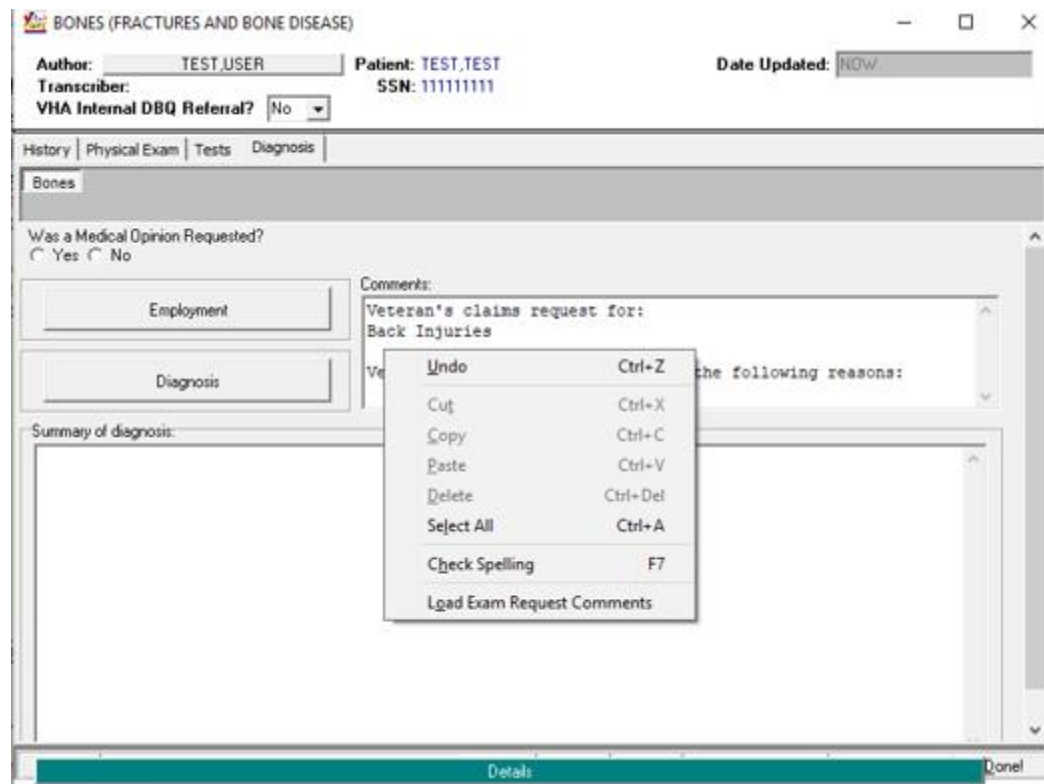 BONES (FRACTURES AND BONE DISEASE)
Author: TEST,USER Patient: TEST,TEST Date Updated: NOW
Transcriber: SSN: 111111111
VHA Internal DBQ Referral? No
History Physical Exam Tests Diagnosis
Bones
Was a Medical Opinion Requested?
Yes No
Comments:
Employment
Veteran's claims request for:
Back Injuries
Ve the following reasons:
Diagnosis
Undo Ctrl+Z
Cut Ctrl+X
Copy Ctrl+C
Paste Ctrl+V
Delete Ctrl+Del
Select All Ctrl+A
Check Spelling F7
Load Exam Request Comments
Summary of diagnosis:
Details
Done!